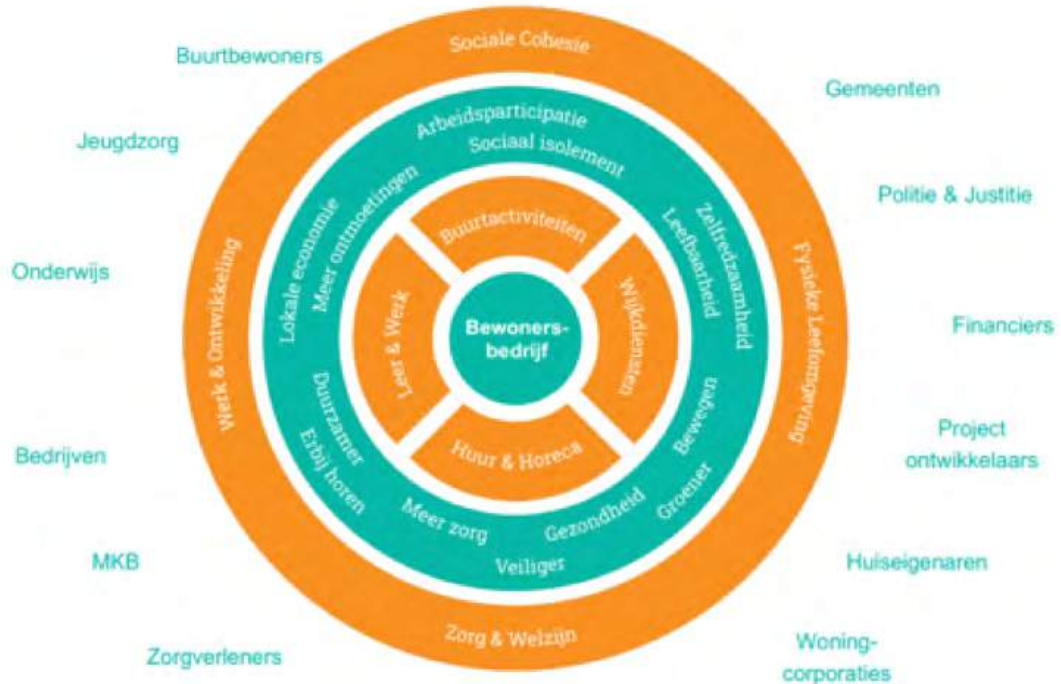 Buurtbewoners
Jeugdzorg
Onderwijs
Bedrijven
MKB
Zorgverleners
Sociale Cohesie
Werk & Ontwikkeling
Fysieke Leefomgeving
Zorg & Welzijn
Arbeidsparticipatie
Sociaal isolement
Lokale economie
Meer ontmoetingen
Zelfredzaamheid
Leefbaarheid
Duurzamer
Erbij horen
Meer zorg
Veiliger
Gezondheid
Groener
Bewegen
Buurtactiviteiten
Leer & Werk
Wijkdiensten
Huur & Horeca
Bewoners-
bedrijf
Gemeenten
Politie & Justitie
Financiers
Project
ontwikkelaars
Huiseigenaren
Woning-
corporaties